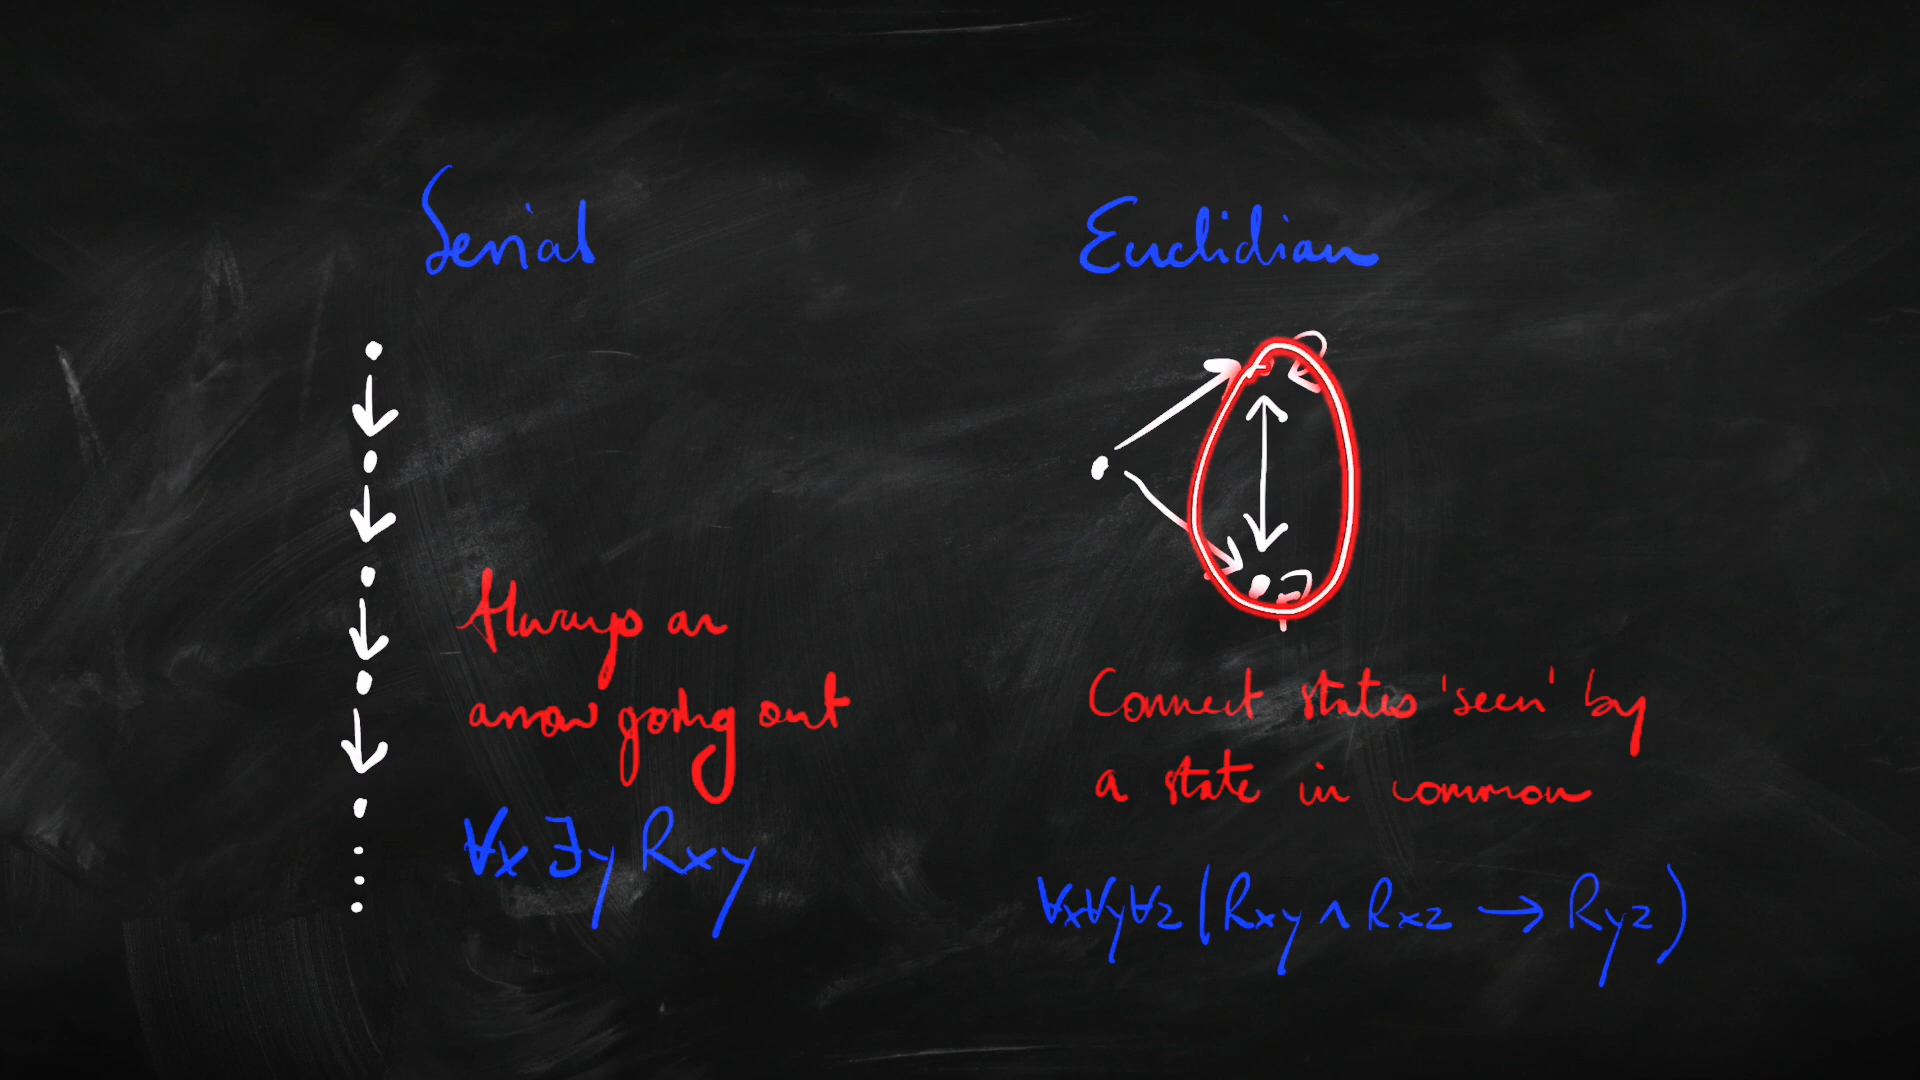 Serial
Always an
arrow going out
∀x ∃y Rxy
Euclidian
Connect states 'seen' by
a state in common
∀x∀y∀z(Rxy ∧ Rxz → Ryz)